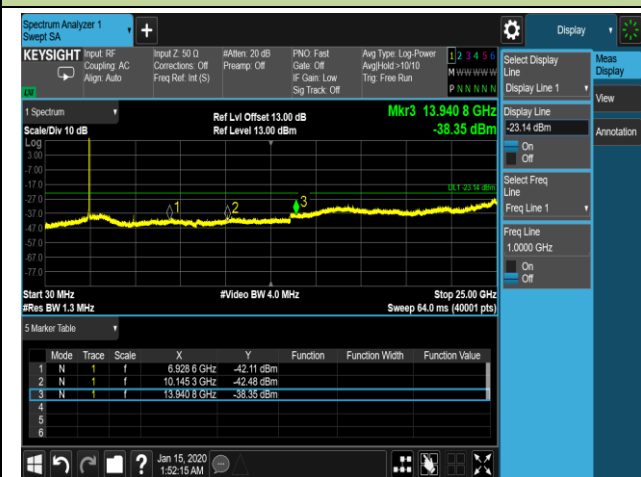 Spectrum Analyzer 1
Swept SA
+
Display
KEYSIGHT
Input: RF
Coupling: AC
Align: Auto
Input Z: 50 Ω
Corrections: Off
Freq Ref: Int (S)
#Atten: 20 dB
Preamp: Off
PNO: Fast
Gate: Off
IF Gain: Low
Sig Track: Off
Avg Type: Log-Power
Avg|Hold:>10/10
Trig: Free Run
1 2 3 4 5 6
M W W W W W
P N N N N N
LXI
1 Spectrum
Scale/Div 10 dB
Ref Lvl Offset 13.00 dB
Ref Level 13.00 dBm
Mkr3 13.940 8 GHz
-38.35 dBm
Log
3.00
-7.00
-17.0
-27.0
-37.0
-47.0
-57.0
-67.0
-77.0
DL1 -23.14 dBm
1
2
3
Start 30 MHz
#Res BW 1.3 MHz
#Video BW 4.0 MHz
Stop 25.00 GHz
Sweep 64.0 ms (40001 pts)
5 Marker Table
Mode Trace Scale X Y Function Function Width Function Value
1 N 1 f 6.928 6 GHz -42.11 dBm
2 N 1 f 10.145 3 GHz -42.48 dBm
3 N 1 f 13.940 8 GHz -38.35 dBm
4
5
6
?
Jan 15, 2020
1:52:15 AM
Select Display
Line
Display Line 1
Display Line
-23.14 dBm
On
Off
Select Freq
Line
Freq Line 1
Freq Line
1.0000 GHz
On
Off
Meas
Display
View
Annotation